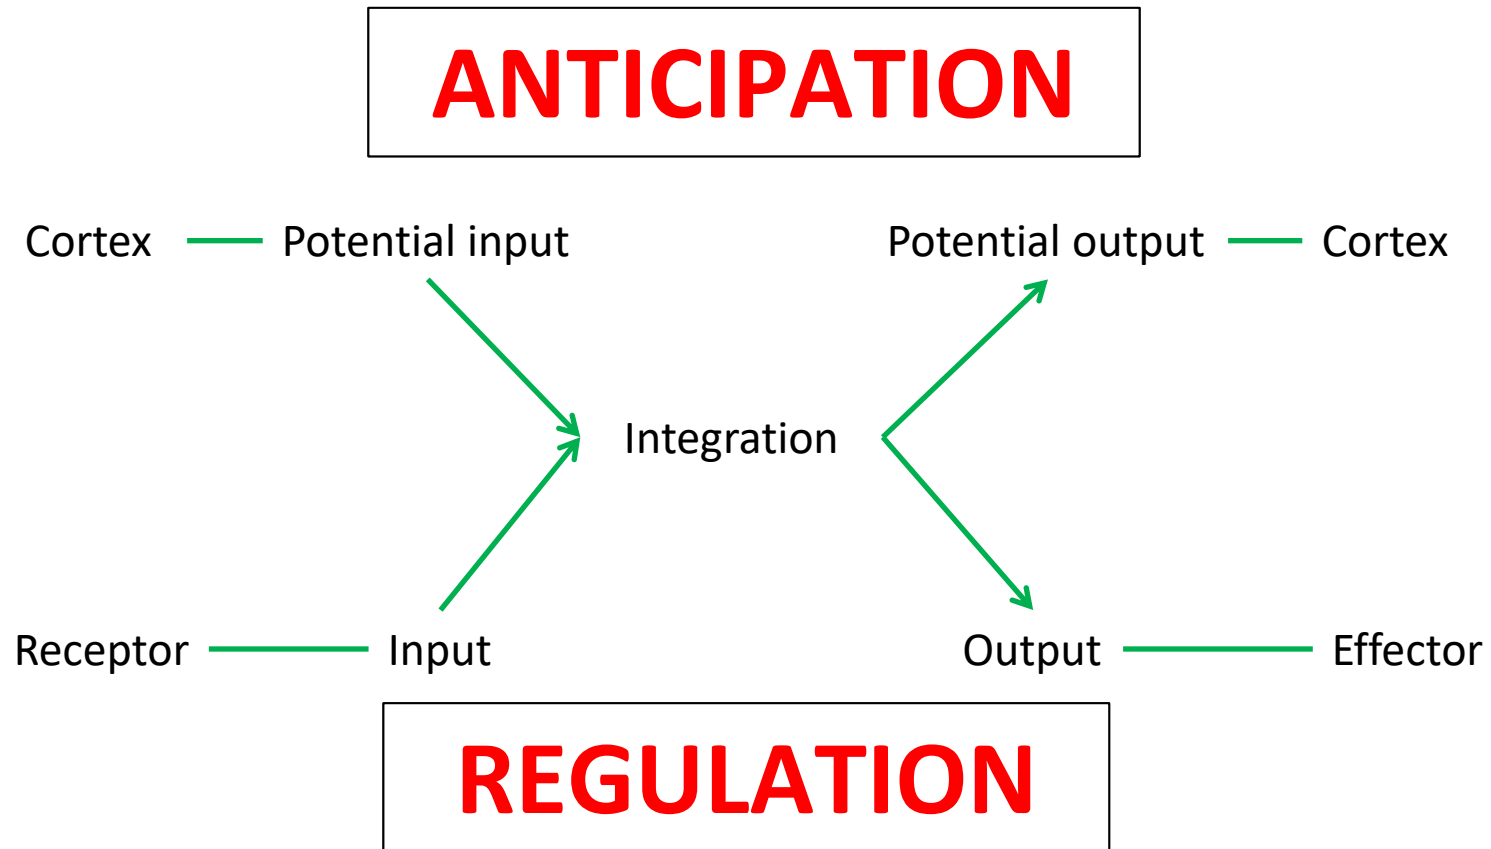 ANTICIPATION
Cortex Potential input Potential output Cortex
Integration
Receptor Input Output Effector
REGULATION